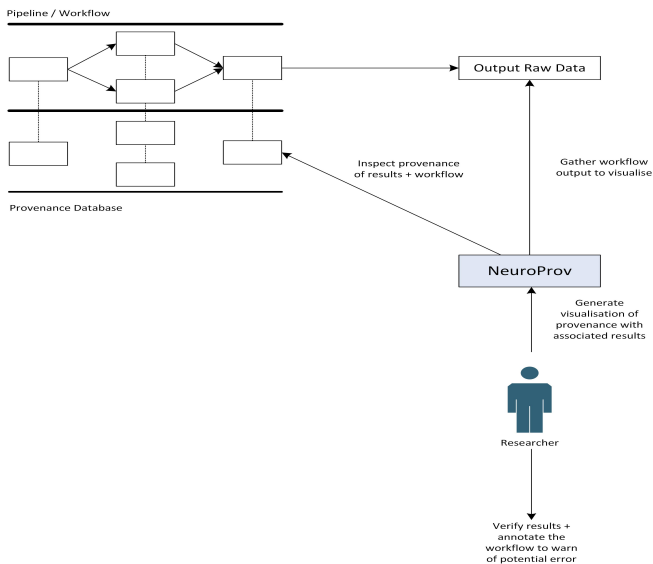 Pipeline / Workflow
Output Raw Data
Inspect provenance
of results + workflow
Gather workflow
output to visualise
Provenance Database
NeuroProv
Generate
visualisation of
provenance with
associated results
Researcher
Verify results +
annotate the
workflow to warn
of potential error